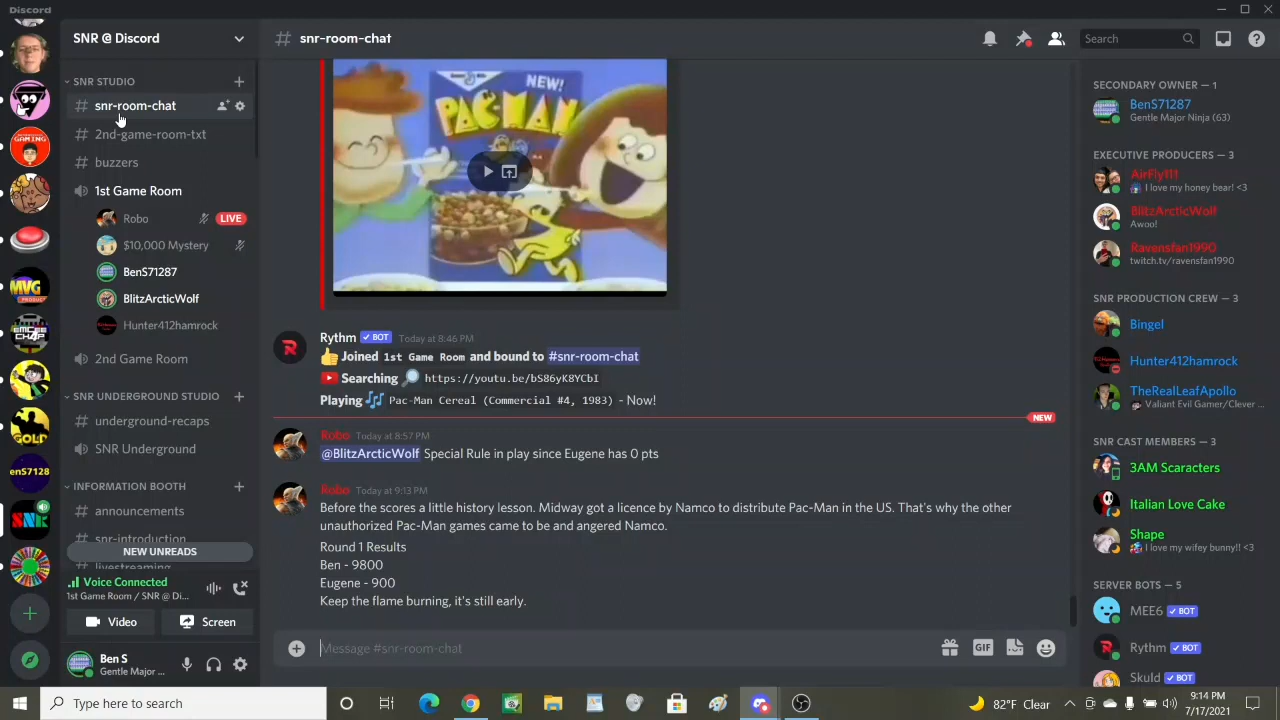 Discord
SNR @ Discord
SNR STUDIO
snr-room-chat
2nd-game-room-txt
buzzers
1st Game Room
Robo
LIVE
$10,000 Mystery
BenS71287
BlitzArcticWolf
Hunter412hamrock
2nd Game Room
SNR UNDERGROUND STUDIO
underground-recaps
SNR Underground
INFORMATION BOOTH
announcements
snr-introduction
NEW UNREADS
livestreaming
Voice Connected
1st Game Room / SNR @ Di...
Video
Screen
Ben S
Gentle Major ...
GAMING
MVG
EMCEE
GOLD
enS7128
SNR
snr-room-chat
Search
NEW!
PAC-MAN
Rythm BOT Today at 8:46 PM
Joined 1st Game Room and bound to #snr-room-chat
Searching https://youtu.be/bS86yK8YCbI
Playing Pac-Man Cereal (Commercial #4, 1983) - Now!
NEW
Robo Today at 8:57 PM
@BlitzArcticWolf Special Rule in play since Eugene has 0 pts
Robo Today at 9:13 PM
Before the scores a little history lesson. Midway got a licence by Namco to distribute Pac-Man in the US. That's why the other
unauthorized Pac-Man games came to be and angered Namco.
Round 1 Results
Ben - 9800
Eugene - 900
Keep the flame burning, it's still early.
Message #snr-room-chat
GIF
SECONDARY OWNER — 1
BenS71287
Gentle Major Ninja (63)
EXECUTIVE PRODUCERS — 3
AirFly111
I love my honey bear! <3
BlitzArcticWolf
Awoo!
Ravensfan1990
twitch.tv/ravensfan1990
SNR PRODUCTION CREW — 3
Bingel
Hunter412hamrock
TheRealLeafApollo
Valiant Evil Gamer/Clever ...
SNR CAST MEMBERS — 3
3AM Scaracters
Italian Love Cake
Shape
I love my wifey bunny!! <3
SERVER BOTS — 5
MEE6 BOT
Rythm BOT
Skuld BOT
Type here to search
82°F Clear
9:14 PM
7/17/2021